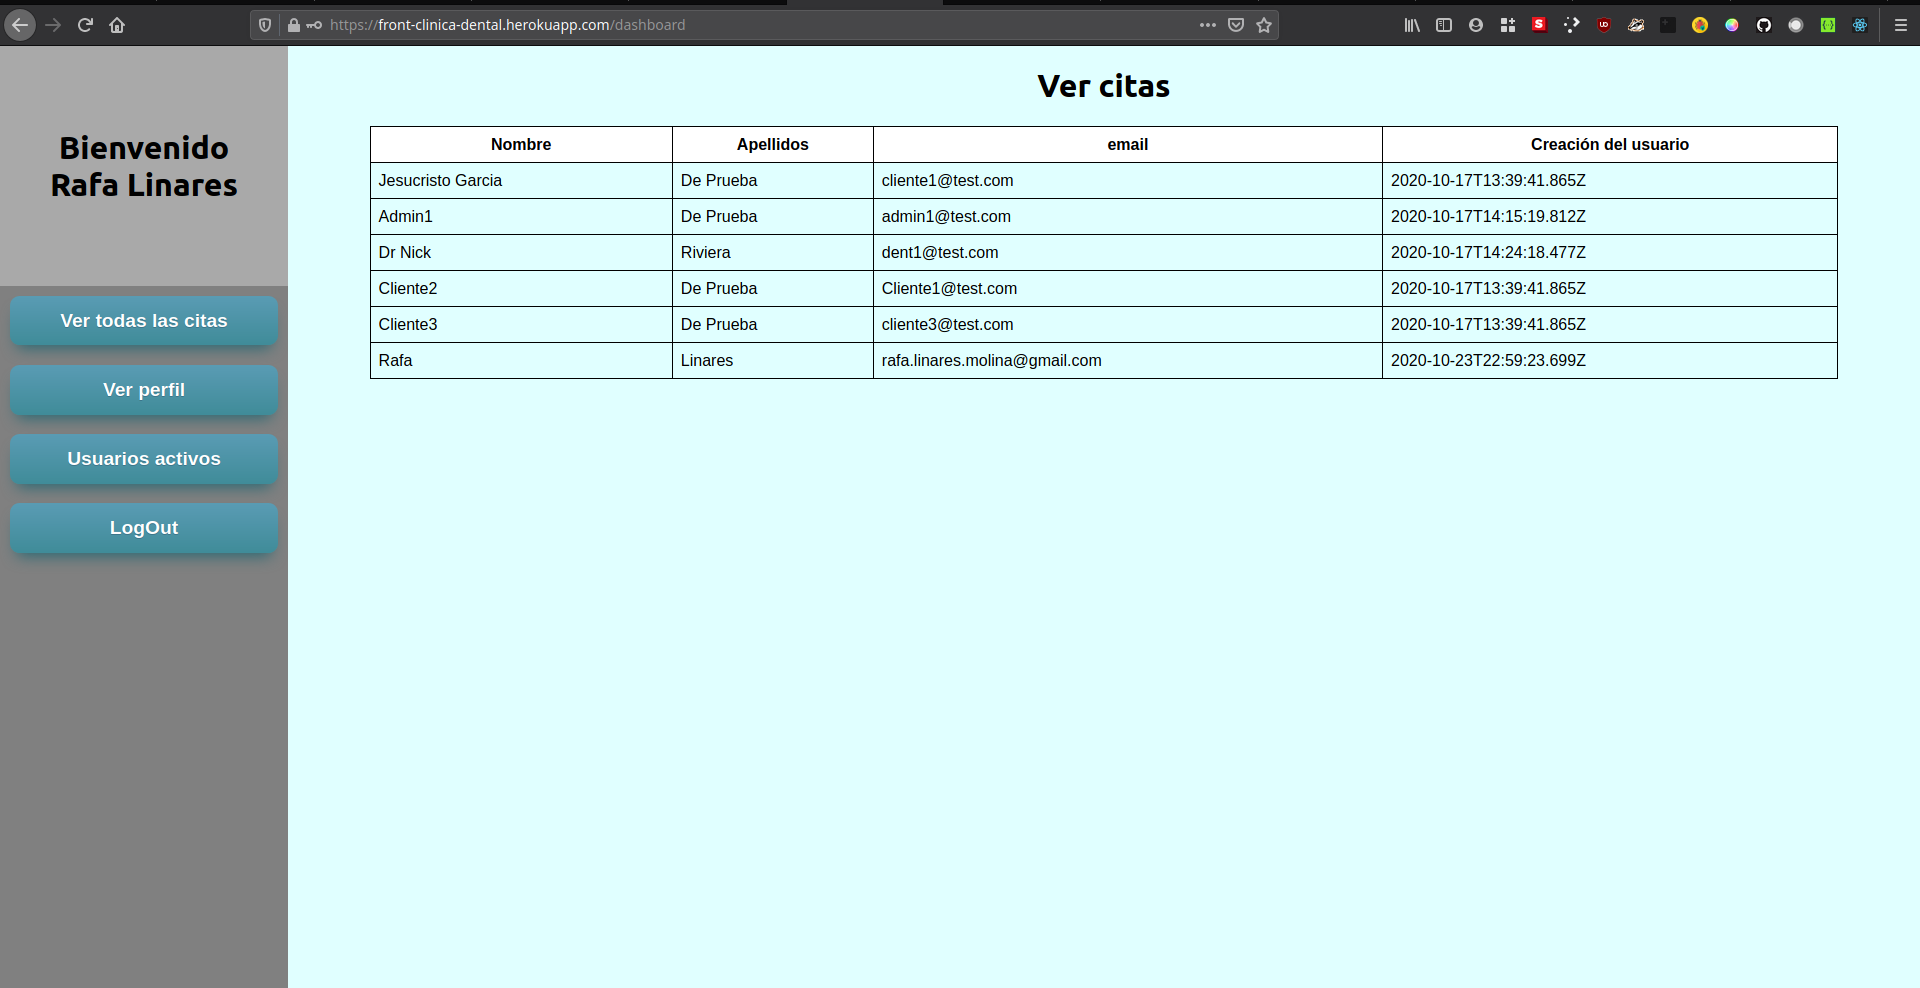 https://front-clinica-dental.herokuapp.com/dashboard
Bienvenido
Rafa Linares
Ver todas las citas
Ver perfil
Usuarios activos
LogOut
Ver citas
Nombre Apellidos email Creación del usuario
Jesucristo Garcia De Prueba cliente1@test.com 2020-10-17T13:39:41.865Z
Admin1 De Prueba admin1@test.com 2020-10-17T14:15:19.812Z
Dr Nick Riviera dent1@test.com 2020-10-17T14:24:18.477Z
Cliente2 De Prueba Cliente1@test.com 2020-10-17T13:39:41.865Z
Cliente3 De Prueba cliente3@test.com 2020-10-17T13:39:41.865Z
Rafa Linares rafa.linares.molina@gmail.com 2020-10-23T22:59:23.699Z